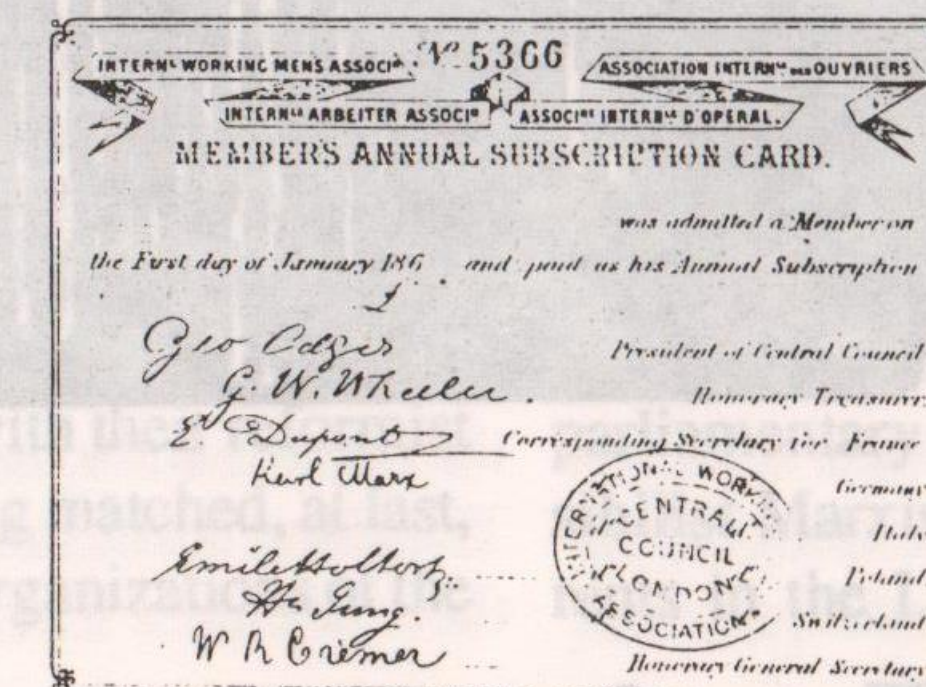 INTERNL WORKING MENS ASSOCIN
No 5366
ASSOCIATION INTERNLE DES OUVRIERS
INTERNLE ARBEITER ASSOCIN
ASSOCINE INTERNLE D'OPERAI.
MEMBER'S ANNUAL SUBSCRIPTION CARD.
was admitted a Member on
the First day of January 186 and paid as his Annual Subscription
£
Geo Odger President of Central Council
G. W. Wheeler. Honorary Treasurer
E. Dupont Corresponding Secretary for France
Karl Marx Germany
Italy
Emile Holtorp Poland
H. Jung. Switzerland
W R Cremer Honorary General Secretary
INTERNATIONAL WORKING ASSOCIATION
CENTRAL
COUNCIL
LONDON